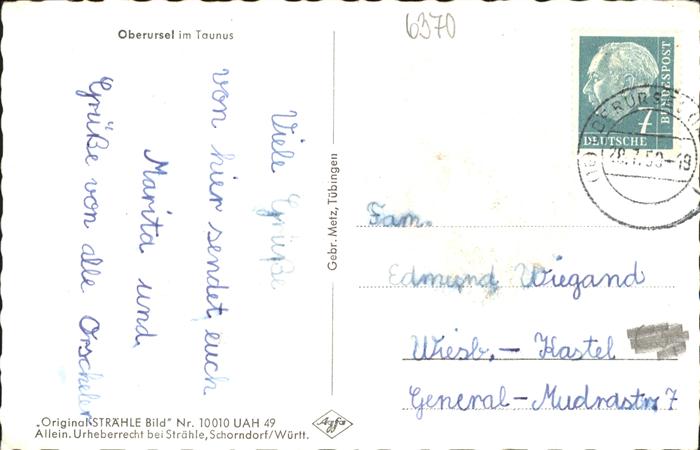 Oberursel im Taunus
6370
Viele Grüße
von hier sendet euch
Marita und
Grüße von alle Orscheler
Gebr. Metz, Tübingen
7
DEUTSCHE
BUNDESPOST
OBERURSEL
Fam.
Edmund Wiegand
Wiesb. – Kastel
General – Mudrastr 7
„Original STRÄHLE Bild" Nr. 10010 UAH 49
Allein. Urheberrecht bei Strähle, Schorndorf/Württ.
Agfa